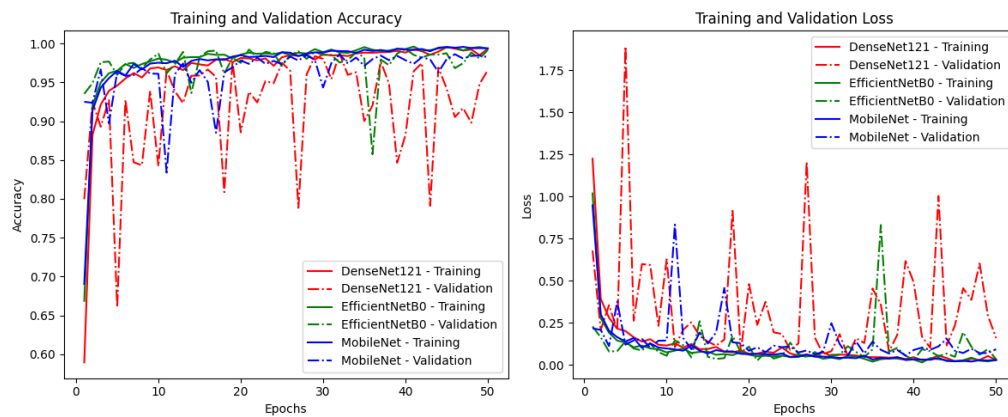 Training and Validation Accuracy
Accuracy
1.00
0.95
0.90
0.85
0.80
0.75
0.70
0.65
0.60
DenseNet121 - Training
DenseNet121 - Validation
EfficientNetB0 - Training
EfficientNetB0 - Validation
MobileNet - Training
MobileNet - Validation
0 10 20 30 40 50
Epochs
Training and Validation Loss
Loss
1.75
1.50
1.25
1.00
0.75
0.50
0.25
0.00
DenseNet121 - Training
DenseNet121 - Validation
EfficientNetB0 - Training
EfficientNetB0 - Validation
MobileNet - Training
MobileNet - Validation
0 10 20 30 40 50
Epochs